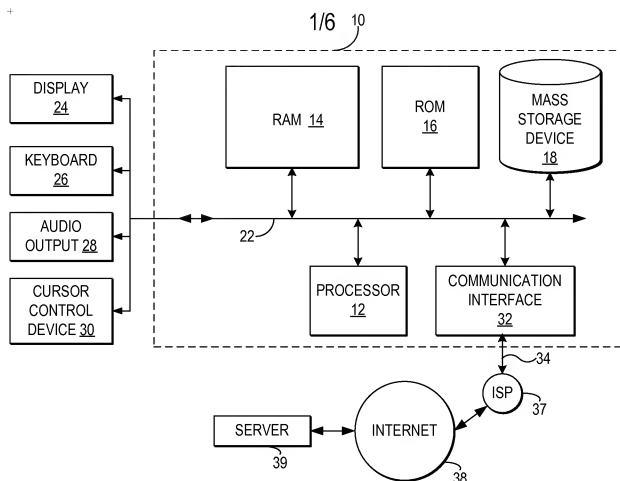 1/6
10
DISPLAY
24
KEYBOARD
26
AUDIO
OUTPUT 28
CURSOR
CONTROL
DEVICE 30
RAM 14
ROM
16
MASS
STORAGE
DEVICE
18
22
PROCESSOR
12
COMMUNICATION
INTERFACE
32
34
ISP
37
INTERNET
38
SERVER
39